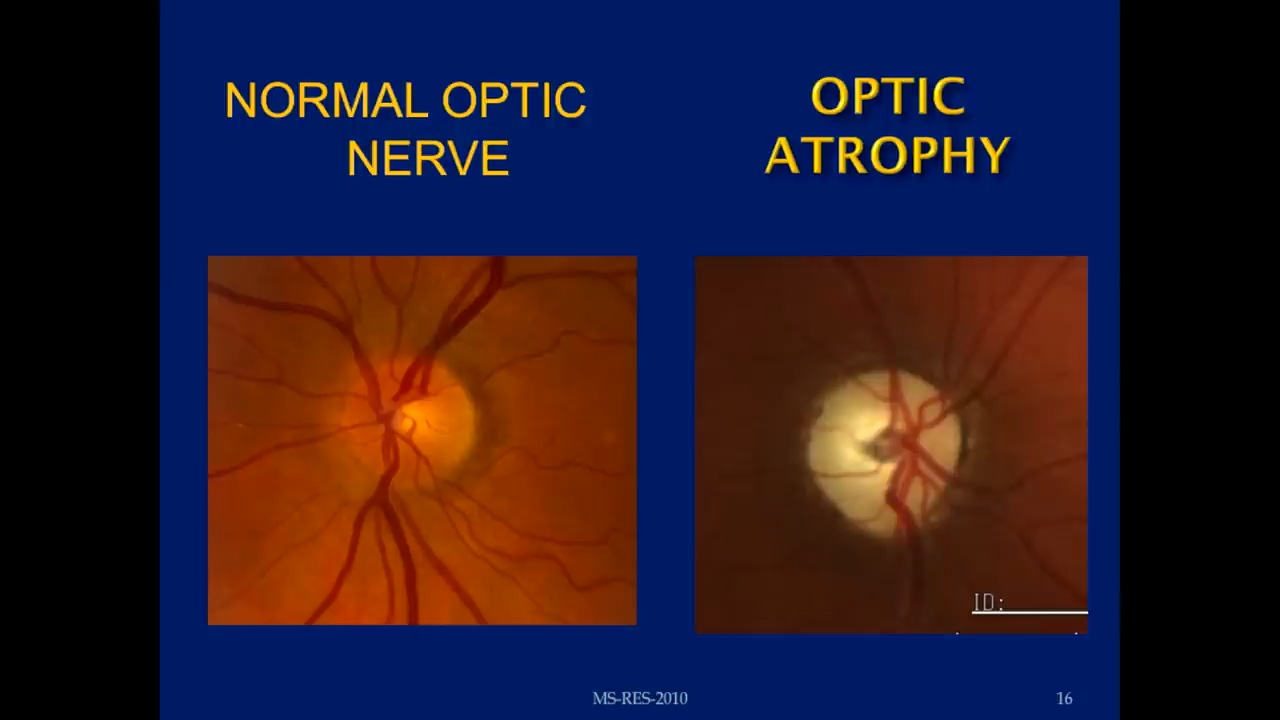 NORMAL OPTIC
NERVE
OPTIC
ATROPHY
ID:
MS-RES-2010
16